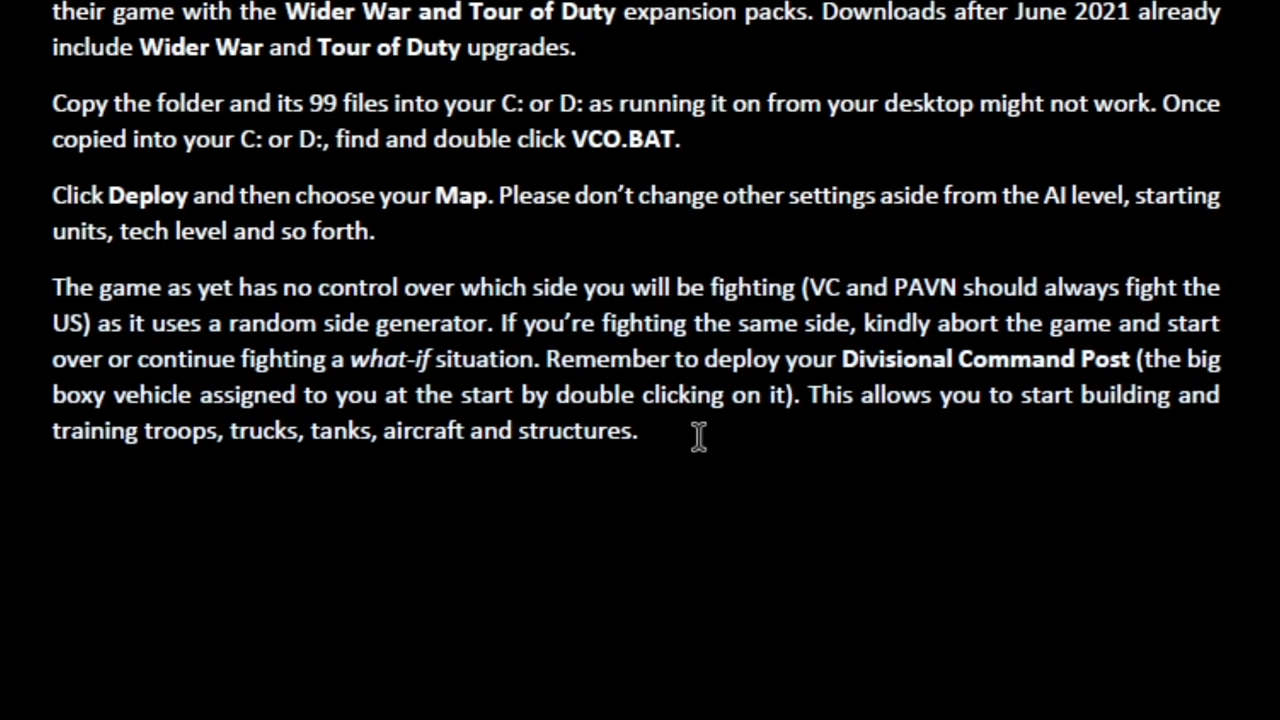 their game with the Wider War and Tour of Duty expansion packs. Downloads after June 2021 already
include Wider War and Tour of Duty upgrades.
Copy the folder and its 99 files into your C: or D: as running it on from your desktop might not work. Once
copied into your C: or D:, find and double click VCO.BAT.
Click Deploy and then choose your Map. Please don’t change other settings aside from the AI level, starting
units, tech level and so forth.
The game as yet has no control over which side you will be fighting (VC and PAVN should always fight the
US) as it uses a random side generator. If you’re fighting the same side, kindly abort the game and start
over or continue fighting a what-if situation. Remember to deploy your Divisional Command Post (the big
boxy vehicle assigned to you at the start by double clicking on it). This allows you to start building and
training troops, trucks, tanks, aircraft and structures.